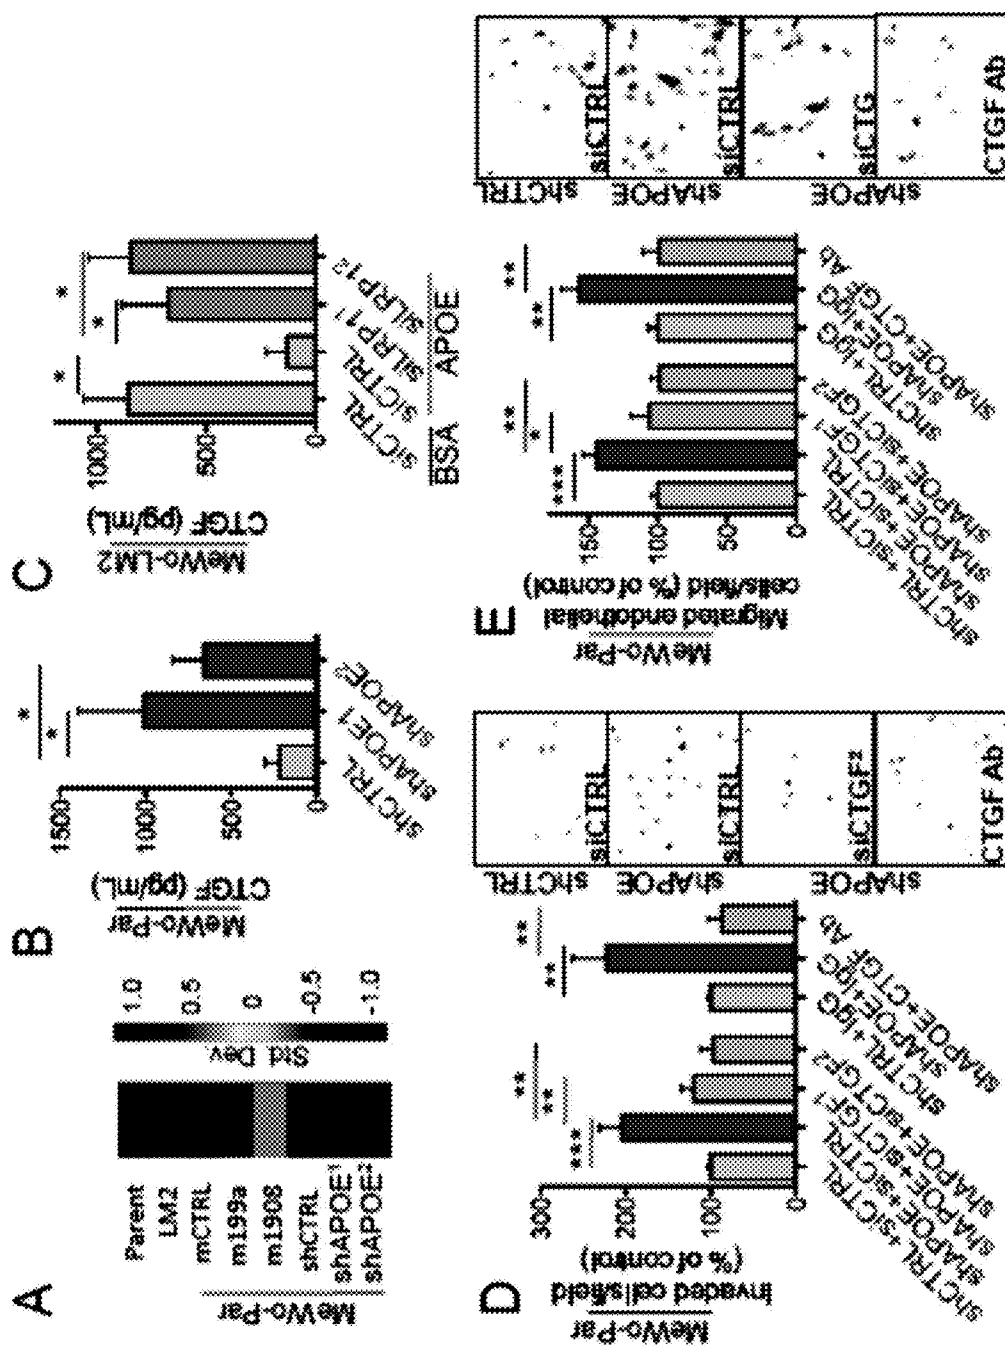 A
Parent
LM2
mCTRL
m199a
m1908
shCTRL
shAPOE¹
shAPOE²
MeWo-Par
1.0
0.5
0
-0.5
-1.0
Std. Dev.
B
MeWo-Par
CTGF (pg/mL)
1500
1000
500
0
*
*
shCTRL
shAPOE1
shAPOE²
C
MeWo-LM2
CTGF (pg/mL)
1000
500
0
*
*
*
siCTRL
siCTRL
siLRP1¹
siLRP1²
BSA
APOE
D
MeWo-Par
Invaded cells/field
(% of control)
300
200
100
0
***
**
**
**
**
shCTRL+siCTRL
shAPOE+siCTRL
shAPOE+siCTGF¹
shAPOE+siCTGF²
shCTRL+IgG
shAPOE+IgG
shAPOE+CTGF Ab
shCTRL
siCTRL
shAPOE
siCTRL
shAPOE
siCTGF²
shAPOE
CTGF Ab
E
MeWo-Par
Migrated endothelial
cells/field (% of control)
150
100
50
0
***
*
**
**
**
shCTRL+siCTRL
shAPOE+siCTRL
shAPOE+siCTGF¹
shAPOE+siCTGF²
shCTRL+IgG
shAPOE+IgG
shAPOE+CTGF Ab
shCTRL
siCTRL
shAPOE
siCTRL
shAPOE
siCTG
shAPOE
CTGF Ab